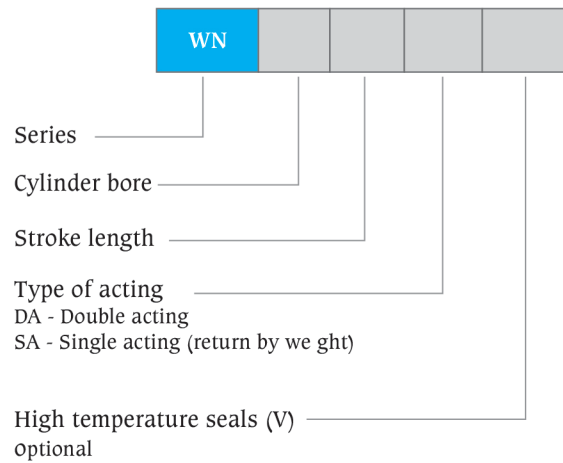 WN
Series
Cylinder bore
Stroke length
Type of acting
DA - Double acting
SA - Single acting (return by we ght)
High temperature seals (V)
optional